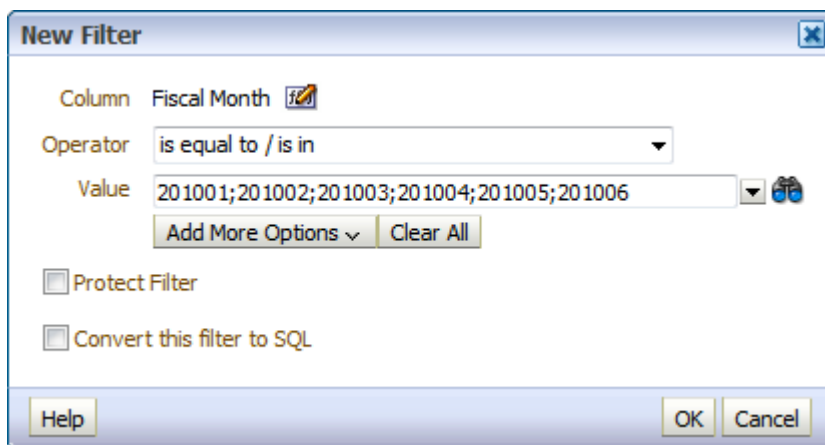 New Filter
Column Fiscal Month
Operator is equal to / is in
Value 201001;201002;201003;201004;201005;201006
Add More Options Clear All
Protect Filter
Convert this filter to SQL
Help OK Cancel